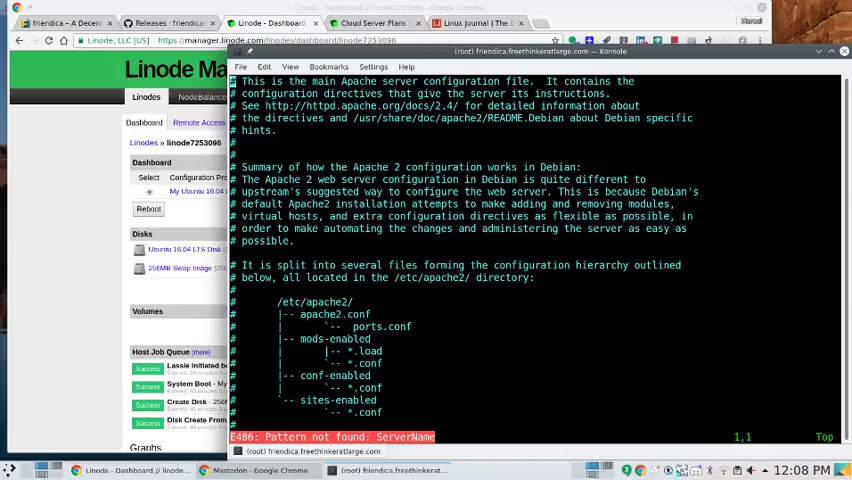 friendica – A Decen
Releases · friendica
Linode - Dashboard
Cloud Server Plans
Linux Journal | The O
Manuel
Linode, LLC [US]
https://manager.linode.com/linodes/dashboard/linode7253096
Linode Ma
Linodes
NodeBalance
Dashboard
Remote Access
Linodes » linode7253096
Dashboard
Select
Configuration Pro
My Ubuntu 16.04
Reboot
Disks
Ubuntu 16.04 LTS Disk
256MB Swap Image
Volumes
Host Job Queue (more)
Success
Lassie initiated b
Success
System Boot - My
Success
Create Disk - 256
Success
Disk Create From
Graphs
(root) friendica.freethinkeratlarge.com — Konsole
File Edit View Bookmarks Settings Help
# This is the main Apache server configuration file.  It contains the
# configuration directives that give the server its instructions.
# See http://httpd.apache.org/docs/2.4/ for detailed information about
# the directives and /usr/share/doc/apache2/README.Debian about Debian specific
# hints.
#
#
# Summary of how the Apache 2 configuration works in Debian:
# The Apache 2 web server configuration in Debian is quite different to
# upstream's suggested way to configure the web server. This is because Debian's
# default Apache2 installation attempts to make adding and removing modules,
# virtual hosts, and extra configuration directives as flexible as possible, in
# order to make automating the changes and administering the server as easy as
# possible.

# It is split into several files forming the configuration hierarchy outlined
# below, all located in the /etc/apache2/ directory:
#
#       /etc/apache2/
#       |-- apache2.conf
#       |       `--  ports.conf
#       |-- mods-enabled
#       |       |-- *.load
#       |       `-- *.conf
#       |-- conf-enabled
#       |       `-- *.conf
#       `-- sites-enabled
#               `-- *.conf
#
E486: Pattern not found: ServerName
1,1
Top
(root) friendica.freethinkeratlarge.com
Linode - Dashboard // linode...
Mastodon - Google Chrome
(root) friendica.freethinkerat...
12:08 PM